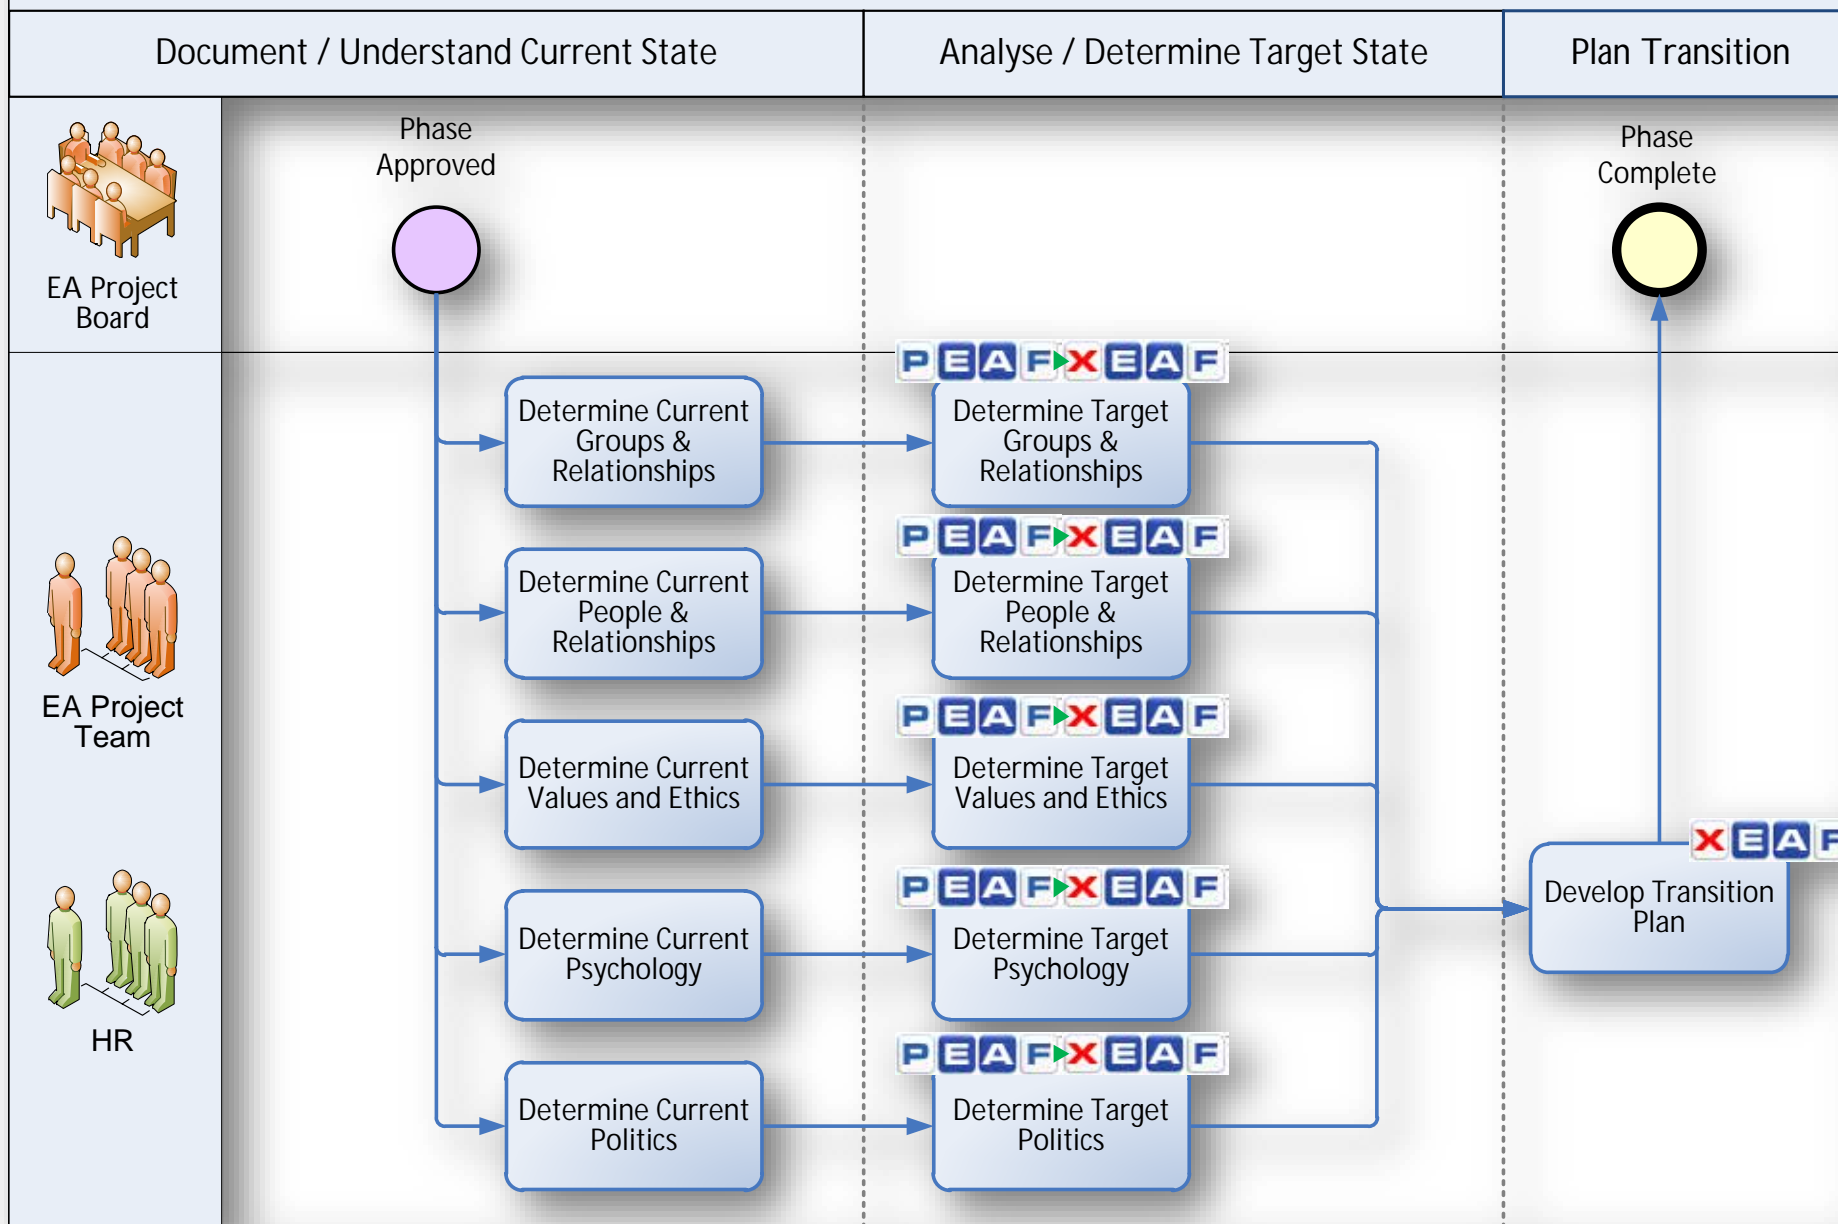 Document / Understand Current State
Analyse / Determine Target State
Plan Transition
Phase
Approved
Phase
Complete
EA Project
Board
PEAF XEAF
Determine Current
Groups &
Relationships
Determine Target
Groups &
Relationships
PEAF XEAF
Determine Current
People &
Relationships
Determine Target
People &
Relationships
EA Project
Team
PEAF XEAF
Determine Current
Values and Ethics
Determine Target
Values and Ethics
XEAF
PEAF XEAF
Develop Transition
Plan
Determine Current
Psychology
Determine Target
Psychology
HR
PEAF XEAF
Determine Current
Politics
Determine Target
Politics